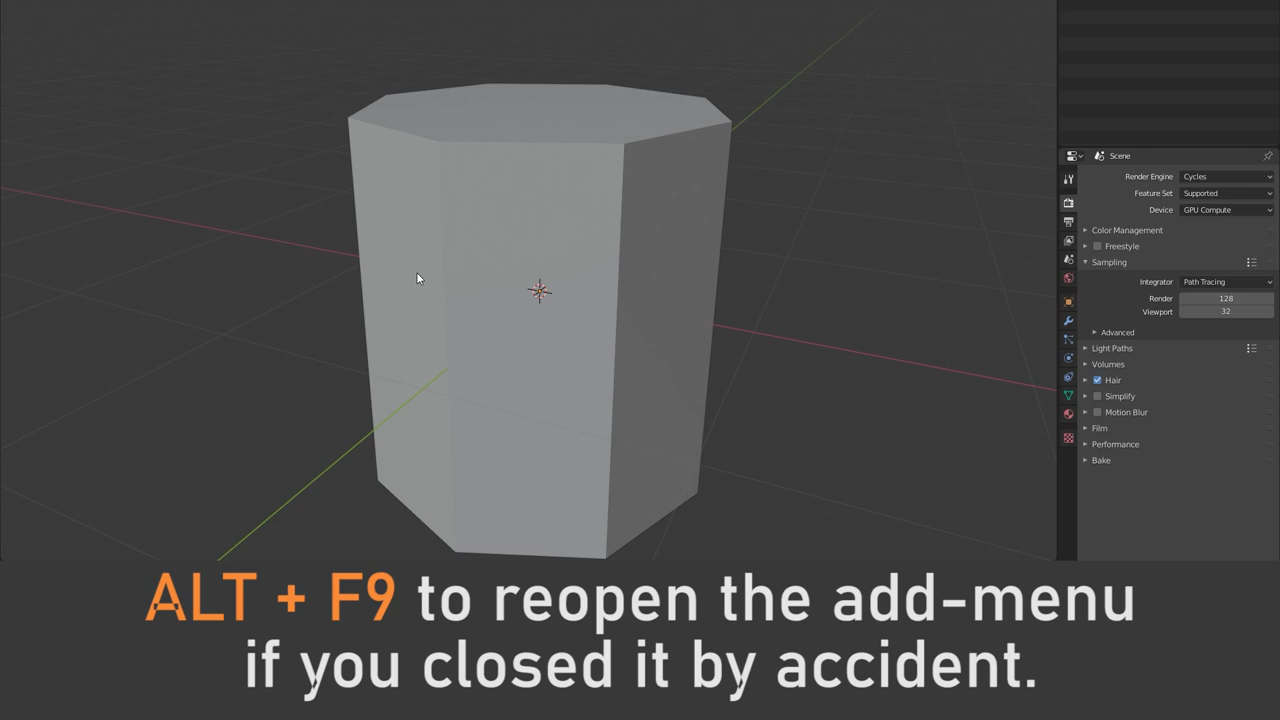 Scene
Render Engine Cycles
Feature Set Supported
Device GPU Compute
Color Management
Freestyle
Sampling
Integrator Path Tracing
Render 128
Viewport 32
Advanced
Light Paths
Volumes
Hair
Simplify
Motion Blur
Film
Performance
Bake
ALT + F9 to reopen the add-menu
if you closed it by accident.